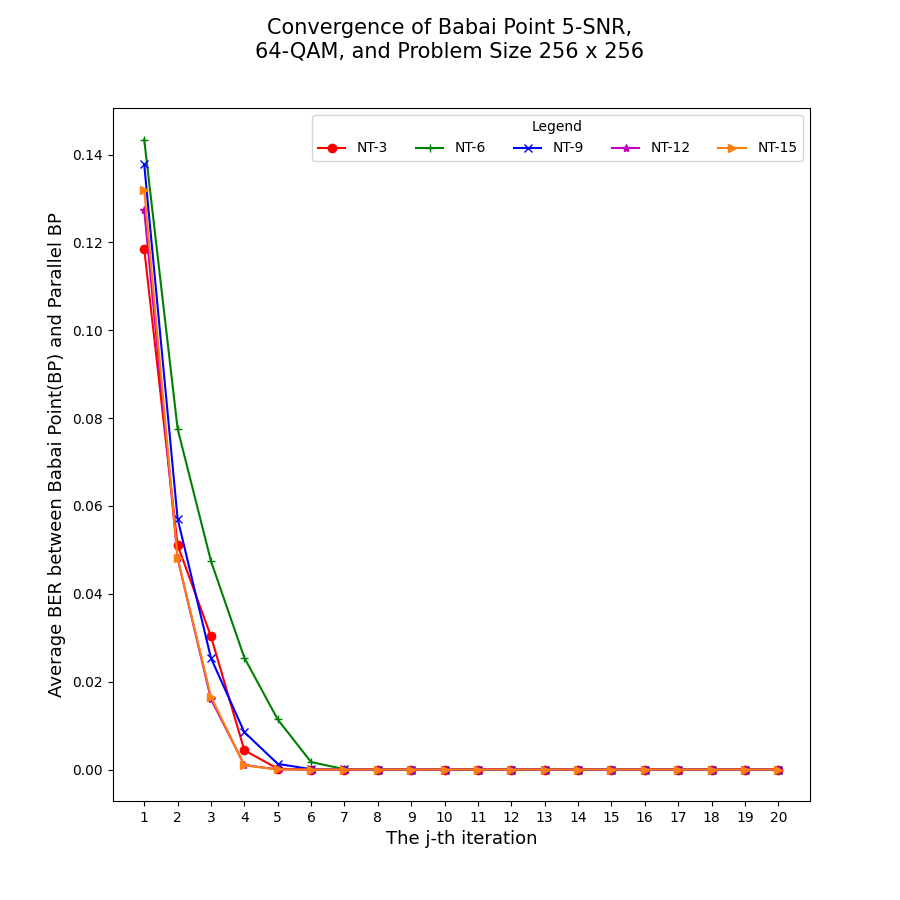 Convergence of Babai Point 5-SNR,
64-QAM, and Problem Size 256 x 256
Legend
NT-3 NT-6 NT-9 NT-12 NT-15
Average BER between Babai Point(BP) and Parallel BP
0.14
0.12
0.10
0.08
0.06
0.04
0.02
0.00
1 2 3 4 5 6 7 8 9 10 11 12 13 14 15 16 17 18 19 20
The j-th iteration